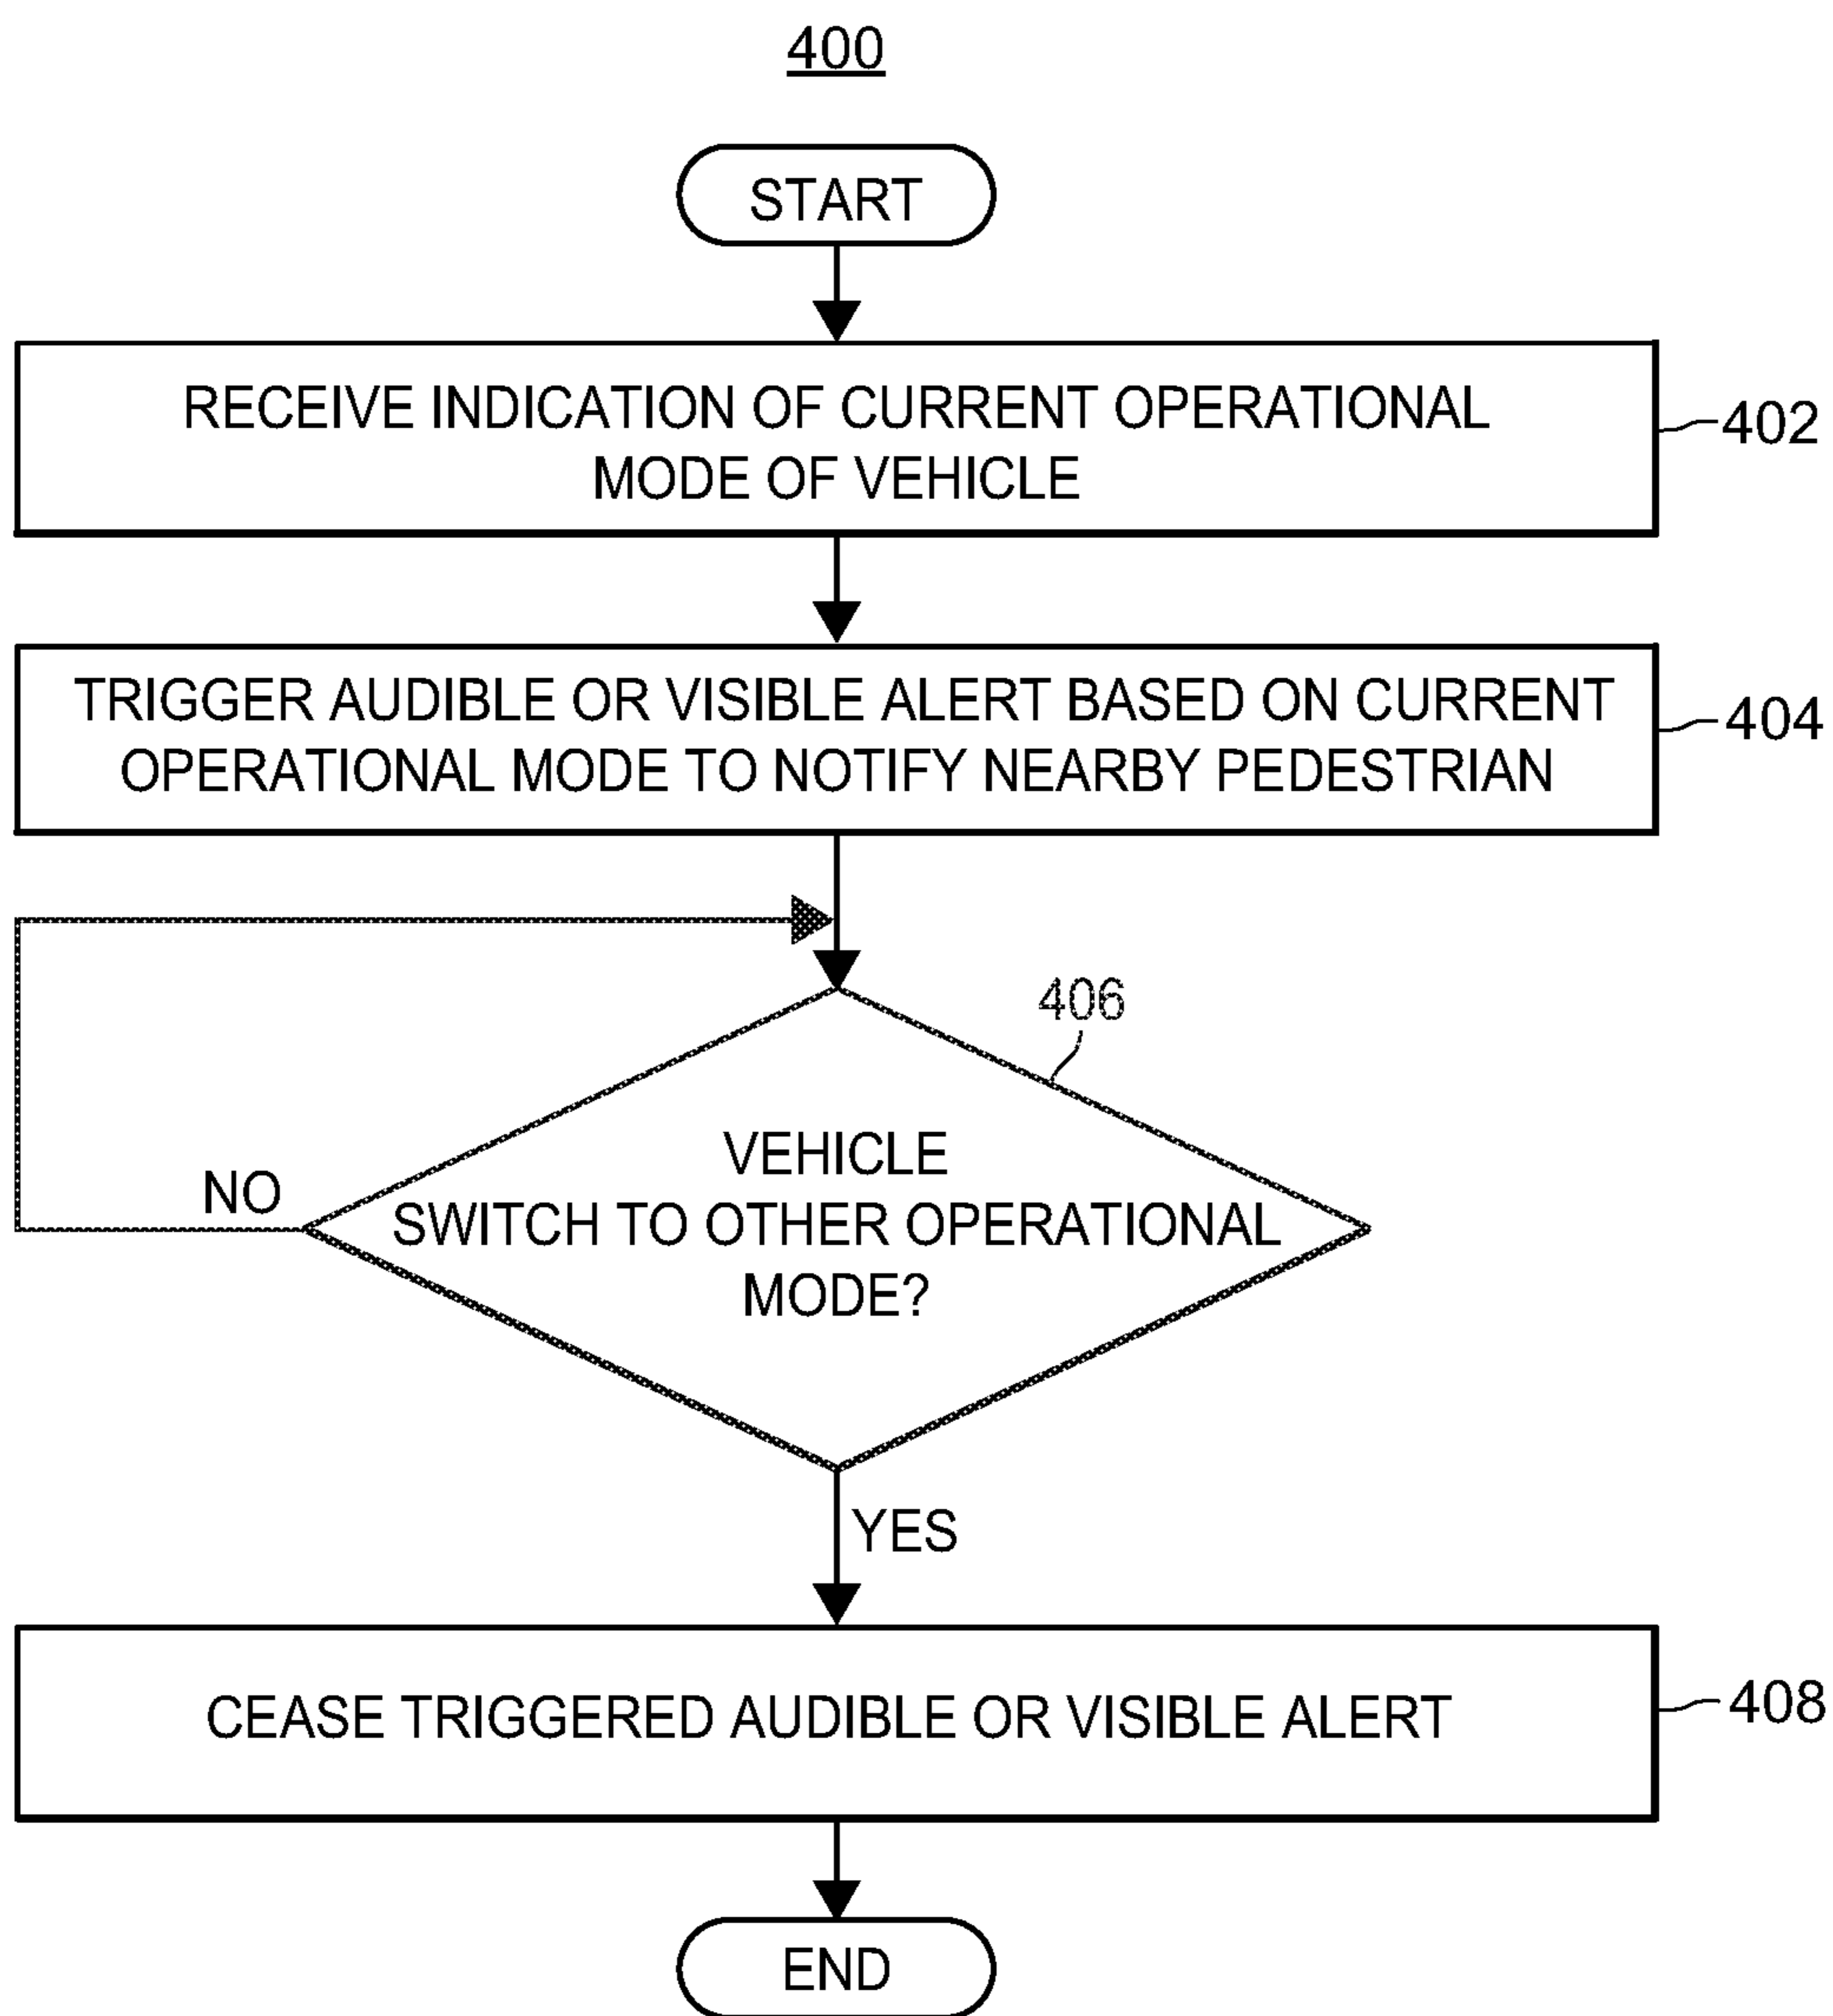 400
START
RECEIVE INDICATION OF CURRENT OPERATIONAL
MODE OF VEHICLE
402
TRIGGER AUDIBLE OR VISIBLE ALERT BASED ON CURRENT
OPERATIONAL MODE TO NOTIFY NEARBY PEDESTRIAN
404
406
VEHICLE
SWITCH TO OTHER OPERATIONAL
MODE?
NO
YES
CEASE TRIGGERED AUDIBLE OR VISIBLE ALERT
408
END